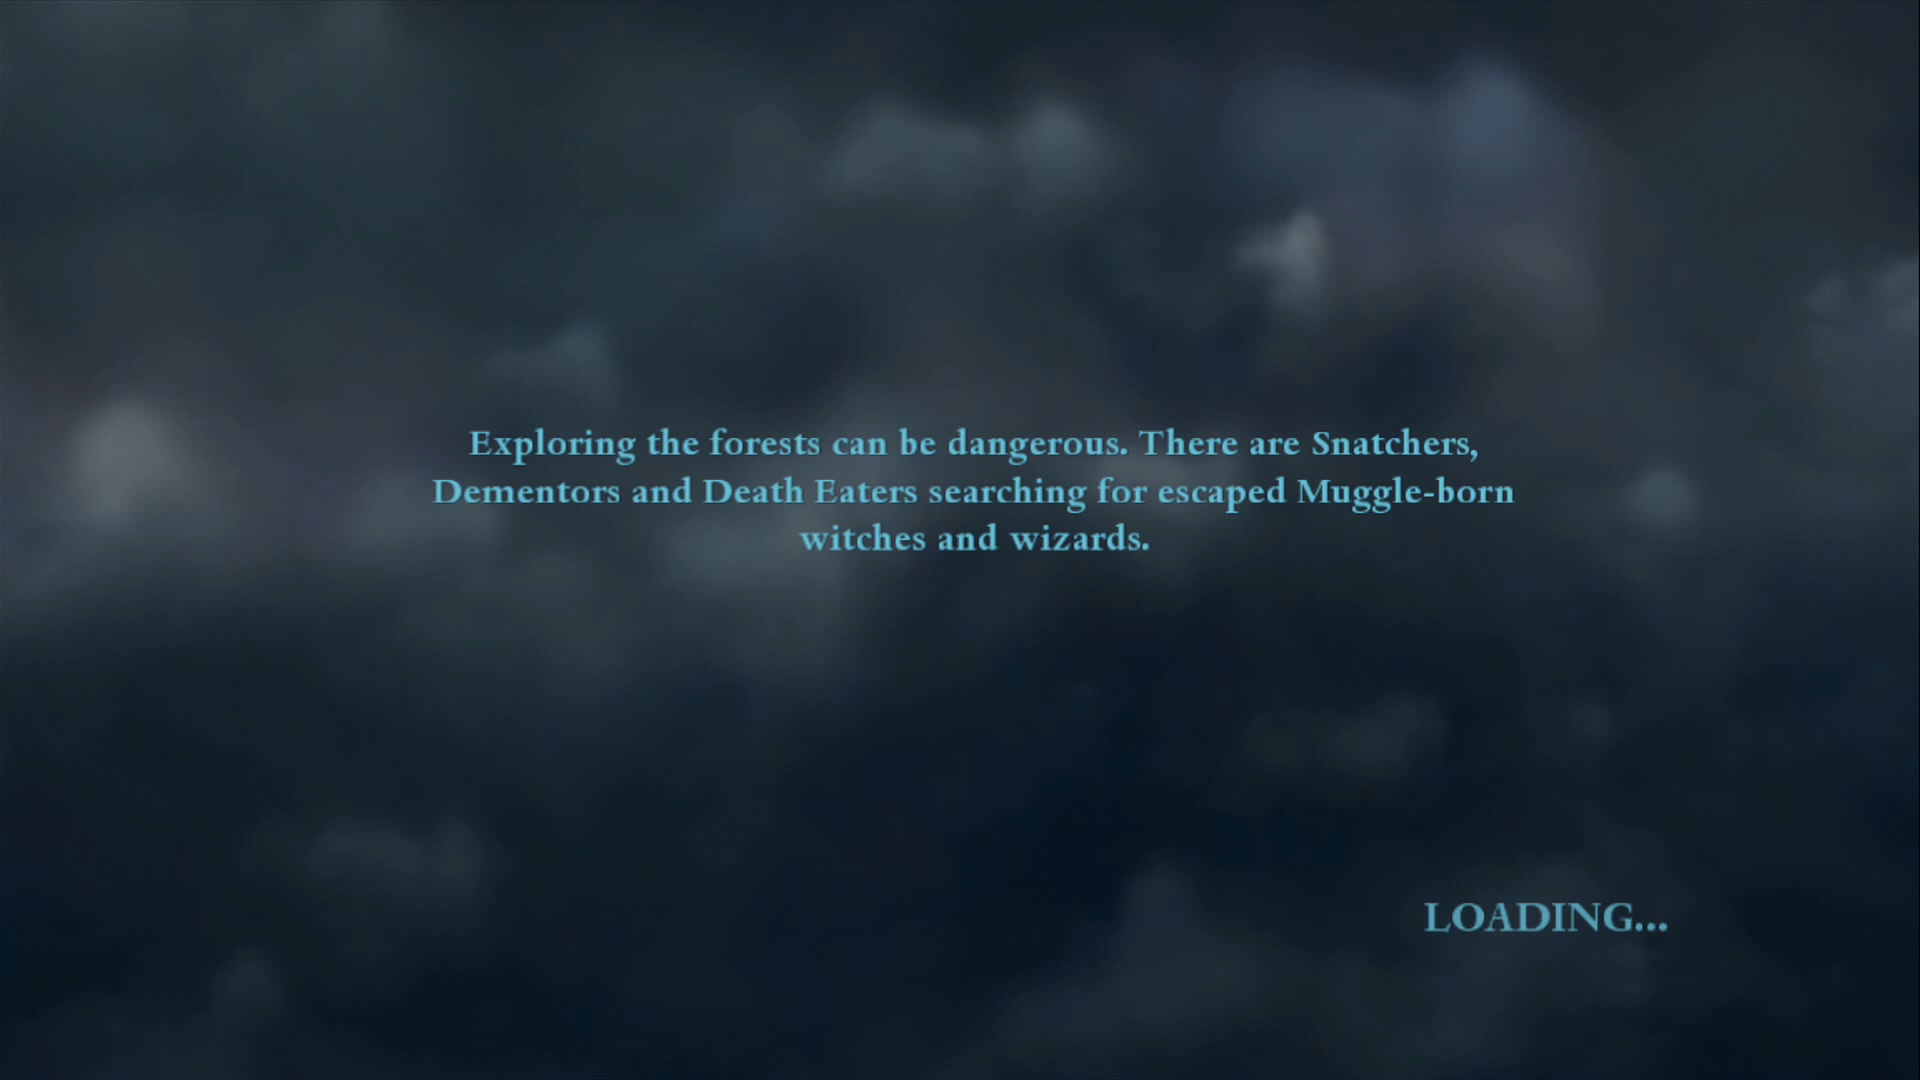 Exploring the forests can be dangerous. There are Snatchers,
Dementors and Death Eaters searching for escaped Muggle-born
witches and wizards.
LOADING...